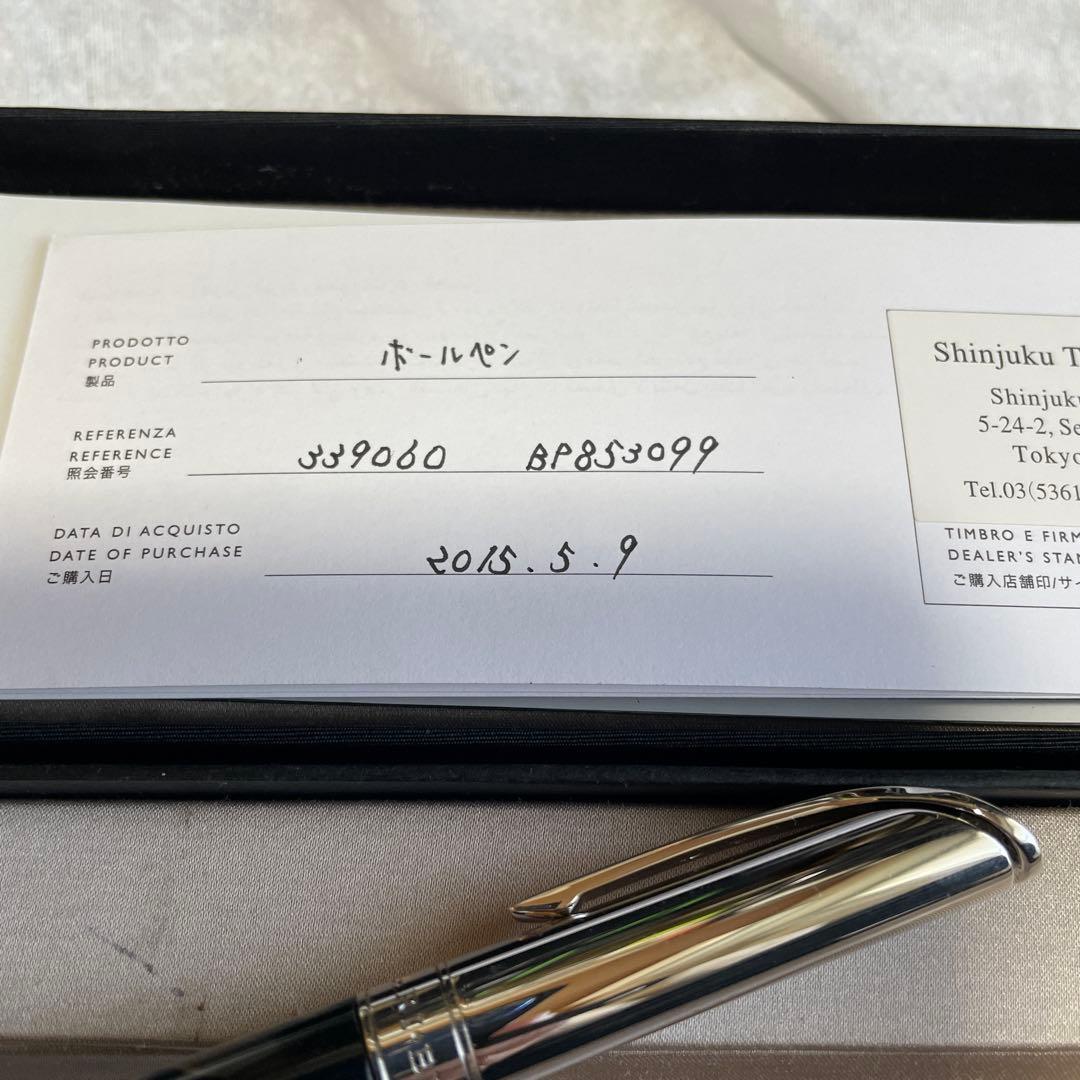 PRODOTTO
PRODUCT
製品
ボールペン
REFERENZA
REFERENCE
照会番号
339060 BP853099
DATA DI ACQUISTO
DATE OF PURCHASE
ご購入日
2015.5.9
Shinjuku T
Shinjuku
5-24-2, Se
Tokyo
Tel.03(5361
TIMBRO E FIRM
DEALER'S STAN
ご購入店舗印/サイ